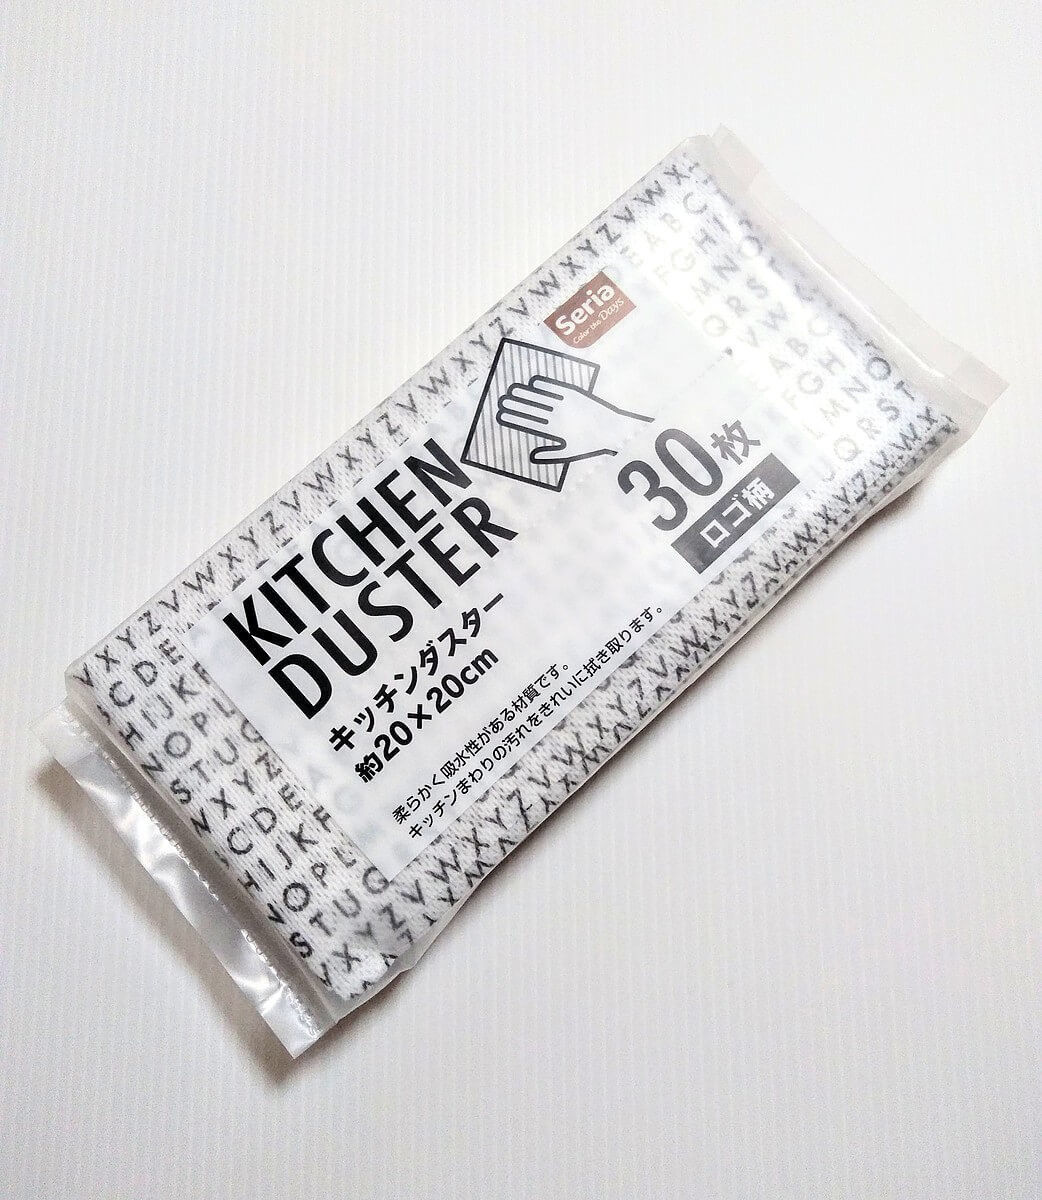 Seria
Color the Days
KITCHEN
DUSTER
キッチンダスター
約20×20cm
30枚
ロゴ柄
柔らかく吸水性がある材質です。
キッチンまわりの汚れをきれいに拭き取ります。